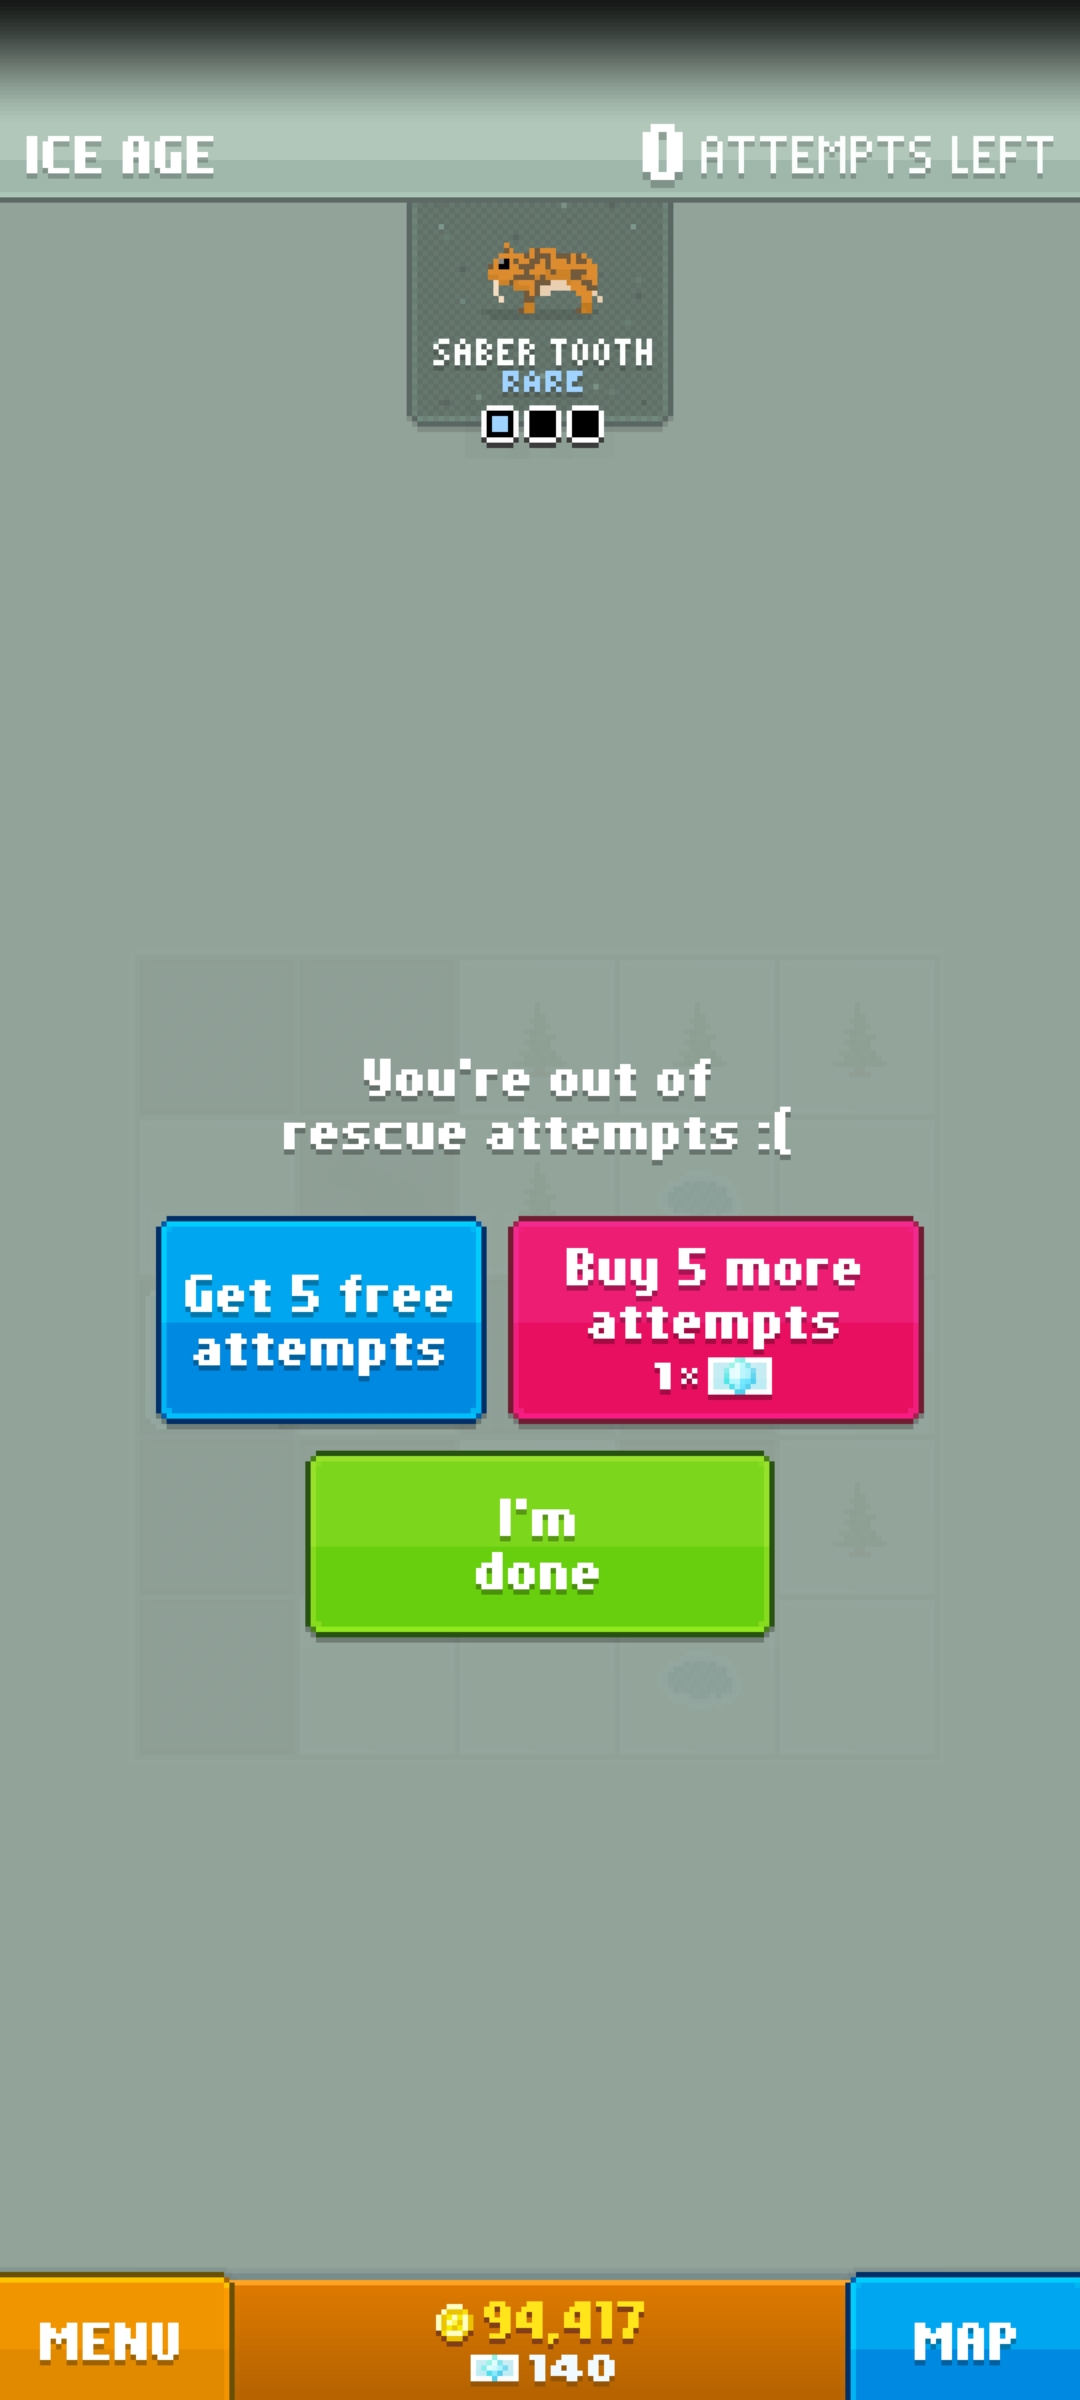 ICE AGE
0 ATTEMPTS LEFT
SABER TOOTH
RARE
You're out of
rescue attempts :(
Get 5 free
attempts
Buy 5 more
attempts
1×
I'm
done
MENU
94,417
140
MAP